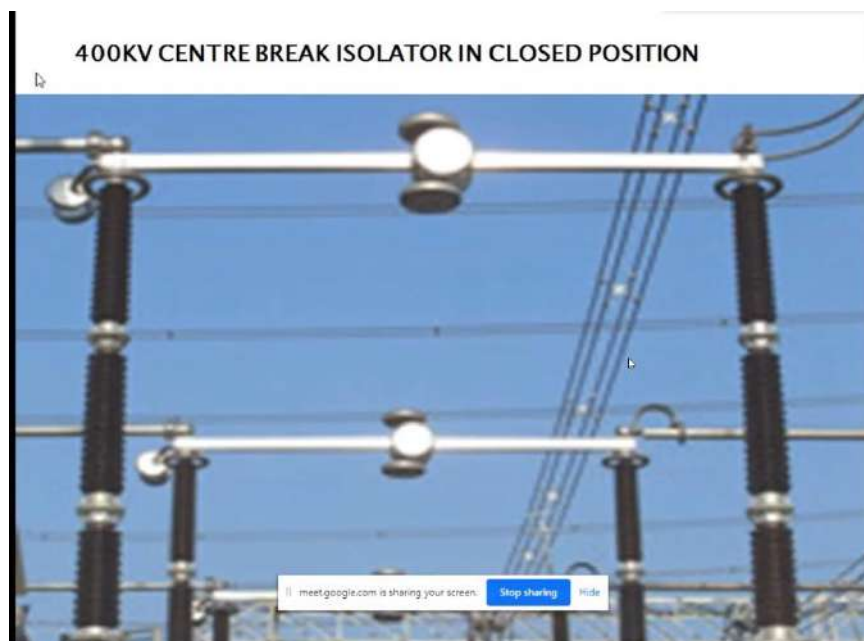 400KV CENTRE BREAK ISOLATOR IN CLOSED POSITION
meet.google.com is sharing your screen. Stop sharing Hide